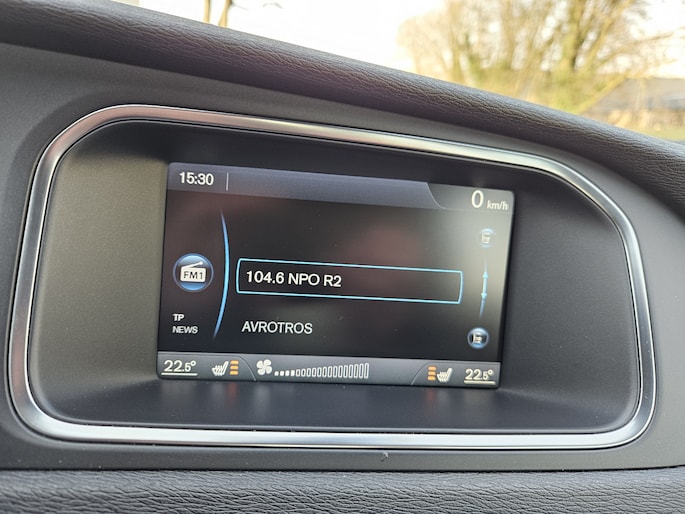 15:30
0 km/h
FM1
104.6 NPO R2
TP
NEWS
AVROTROS
22.5° 22.5°